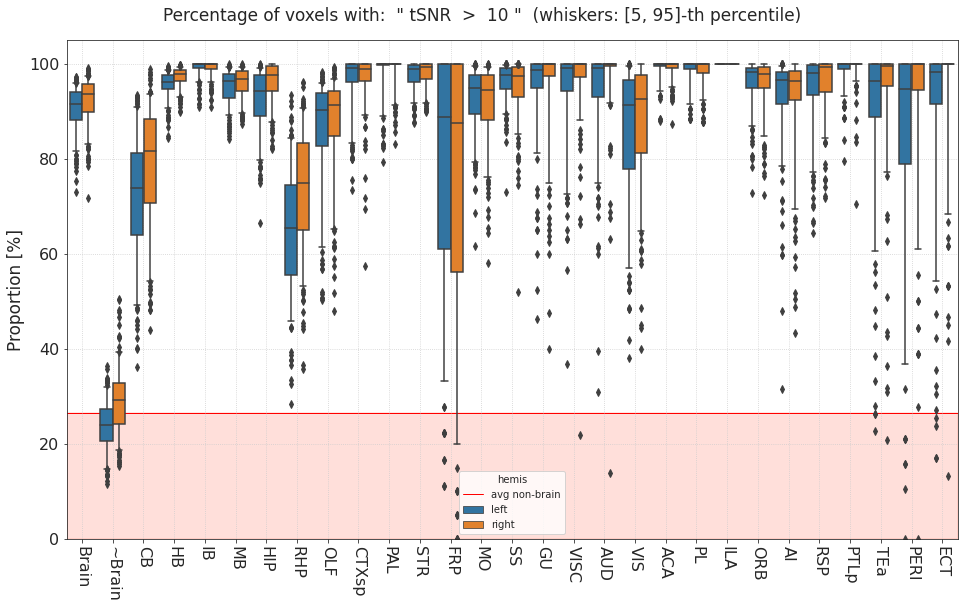 Percentage of voxels with:  " tSNR  >  10 "  (whiskers: [5, 95]-th percentile)
Proportion [%]
100
80
60
40
20
0
hemis
avg non-brain
left
right
Brain
~Brain
CB
HB
IB
MB
HIP
RHP
OLF
CTXsp
PAL
STR
FRP
MO
SS
GU
VISC
AUD
VIS
ACA
PL
ILA
ORB
AI
RSP
PTLp
TEa
PERI
ECT